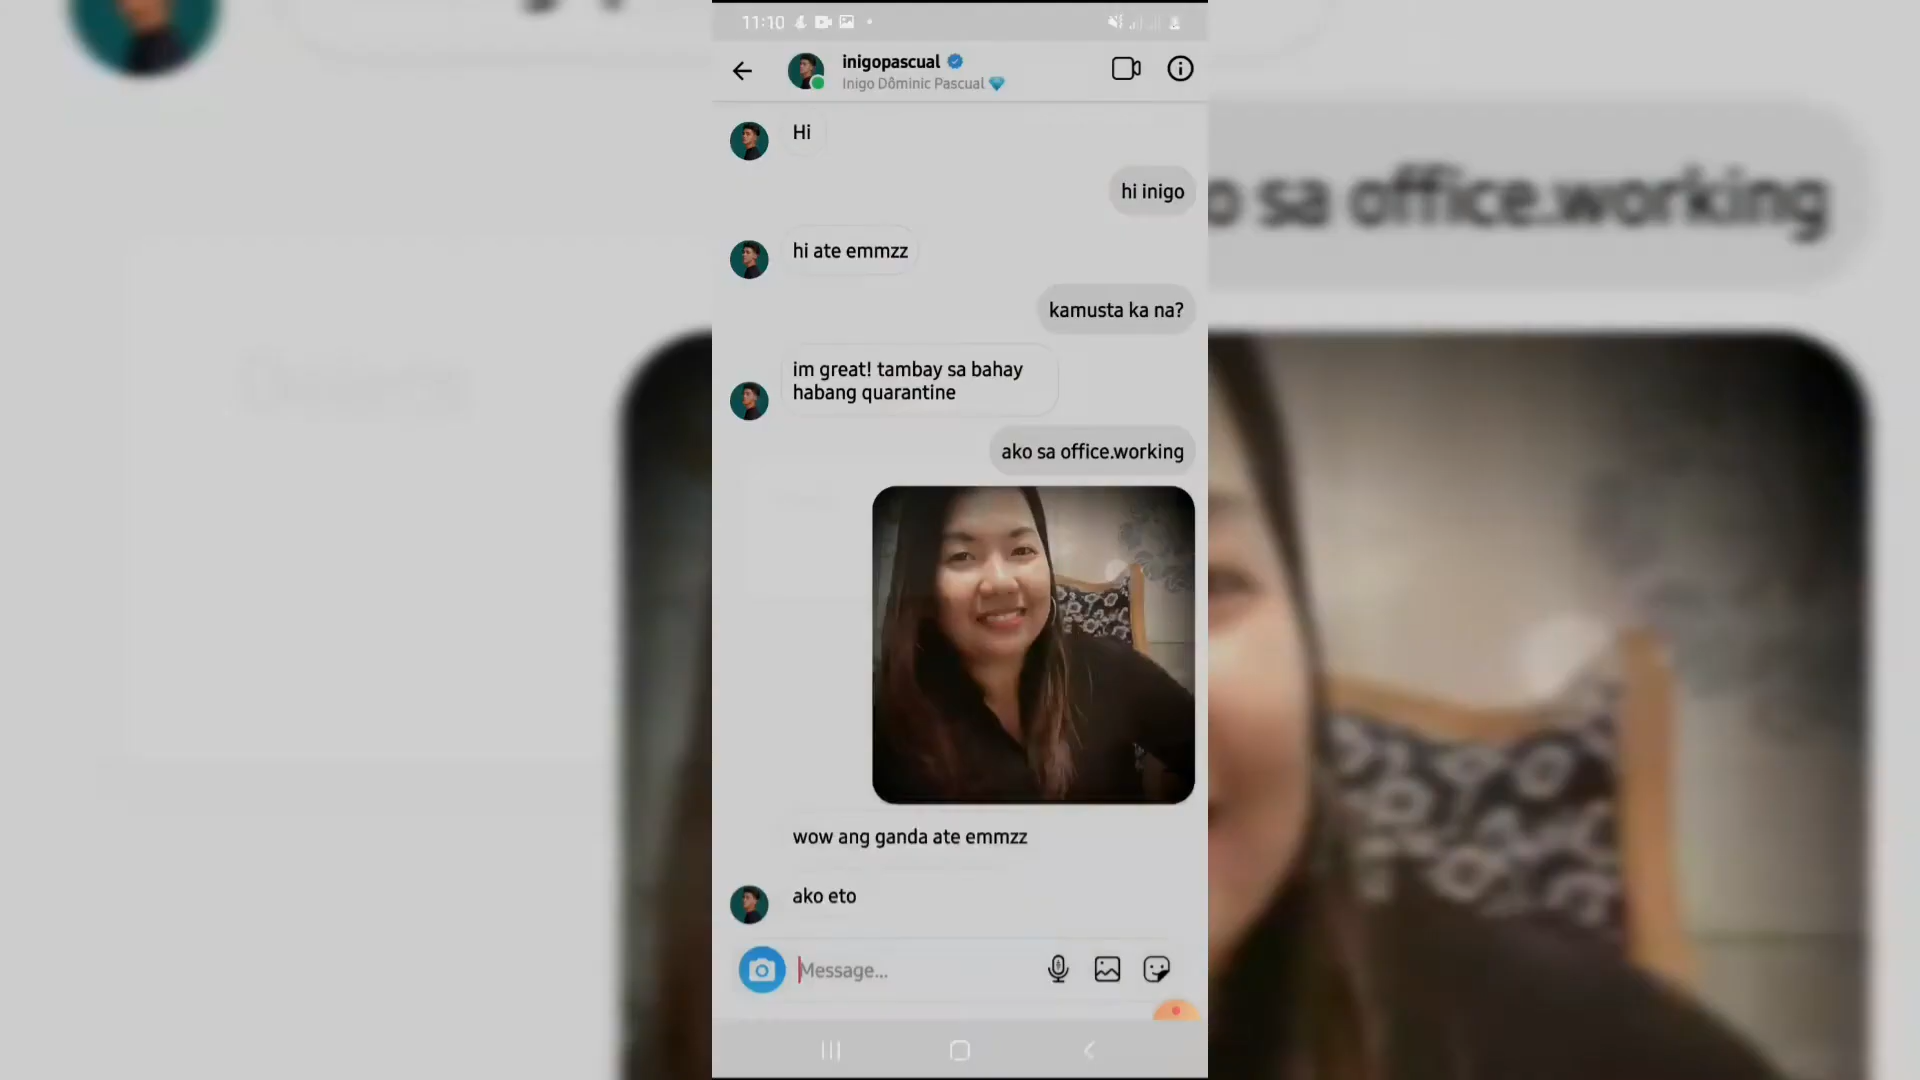 11:10
inigopascual
Inigo Dôminic Pascual
Hi
hi inigo
hi ate emmzz
kamusta ka na?
im great! tambay sa bahay
habang quarantine
ako sa office.working
wow ang ganda ate emmzz
ako eto
Message...
o sa office.working